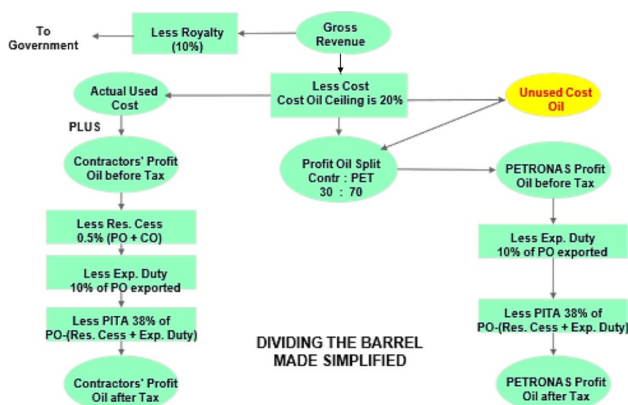 To
Government
Less Royalty
(10%)
Gross
Revenue
Actual Used
Cost
Less Cost
Cost Oil Ceiling is 20%
Unused Cost
Oil
PLUS
Contractors' Profit
Oil before Tax
Profit Oil Split
Contr : PET
30 : 70
PETRONAS Profit
Oil before Tax
Less Res. Cess
0.5% (PO + CO)
Less Exp. Duty
10% of PO exported
Less Exp. Duty
10% of PO exported
Less PITA 38% of
PO-(Res. Cess + Exp. Duty)
Less PITA 38% of
PO-(Res. Cess + Exp. Duty)
DIVIDING THE BARREL
MADE SIMPLIFIED
Contractors' Profit
Oil after Tax
PETRONAS Profit
Oil after Tax